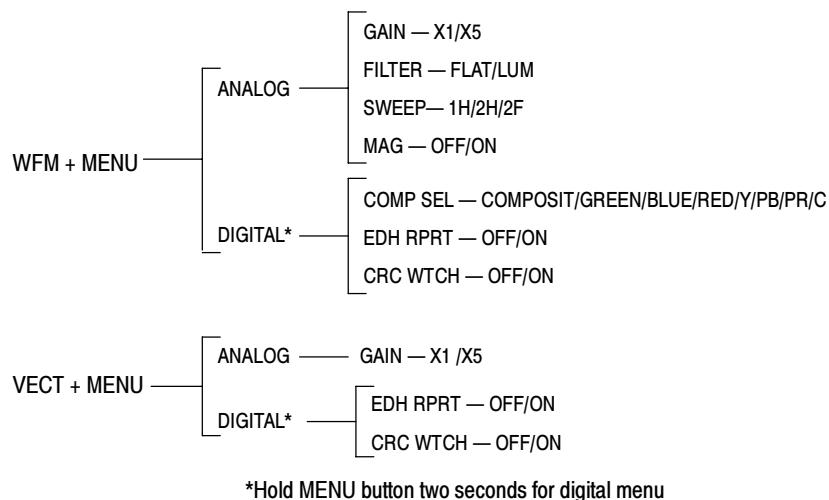 GAIN — X1/X5
FILTER — FLAT/LUM
ANALOG
SWEEP— 1H/2H/2F
MAG — OFF/ON
WFM + MENU
COMP SEL — COMPOSIT/GREEN/BLUE/RED/Y/PB/PR/C
DIGITAL*
EDH RPRT — OFF/ON
CRC WTCH — OFF/ON
ANALOG
GAIN — X1 /X5
VECT + MENU
EDH RPRT — OFF/ON
DIGITAL*
CRC WTCH — OFF/ON
*Hold MENU button two seconds for digital menu